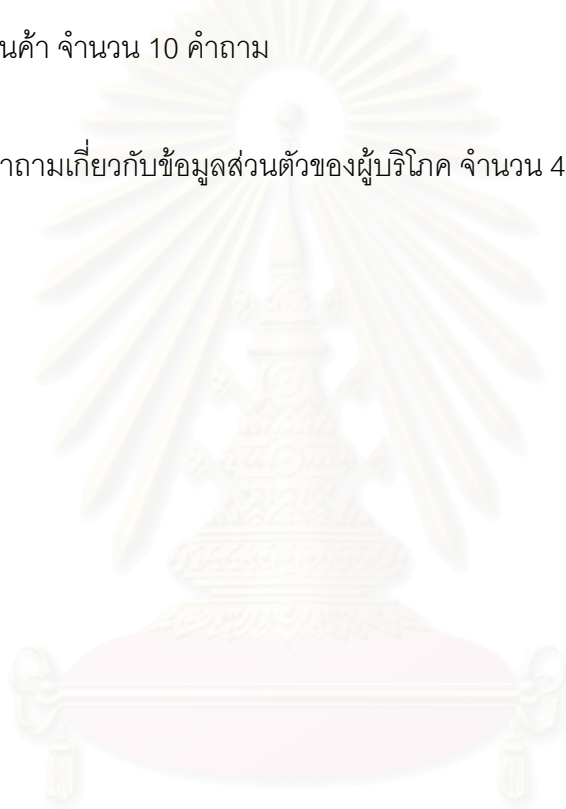 นค้า จำนวน 10 คำถาม
าถามเกี่ยวกับข้อมูลส่วนตัวของผู้บริโภค จำนวน 4